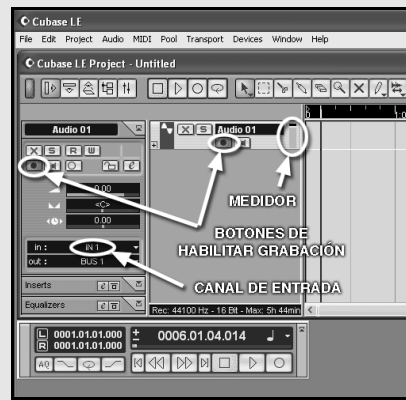 Cubase LE
File Edit Project Audio MIDI Pool Transport Devices Window Help
Cubase LE Project - Untitled
Audio 01
X S R W
0.00
<C>
0.00
in : IN 1
out : BUS 1
Inserts
Equalizers
X S Audio 01
MEDIDOR
BOTONES DE
HABILITAR GRABACIÓN
CANAL DE ENTRADA
Rec: 44100 Hz - 16 Bit - Max: 5h 44min
L 0001.01.01.000
R 0001.01.01.000
0006.01.04.014
AQ